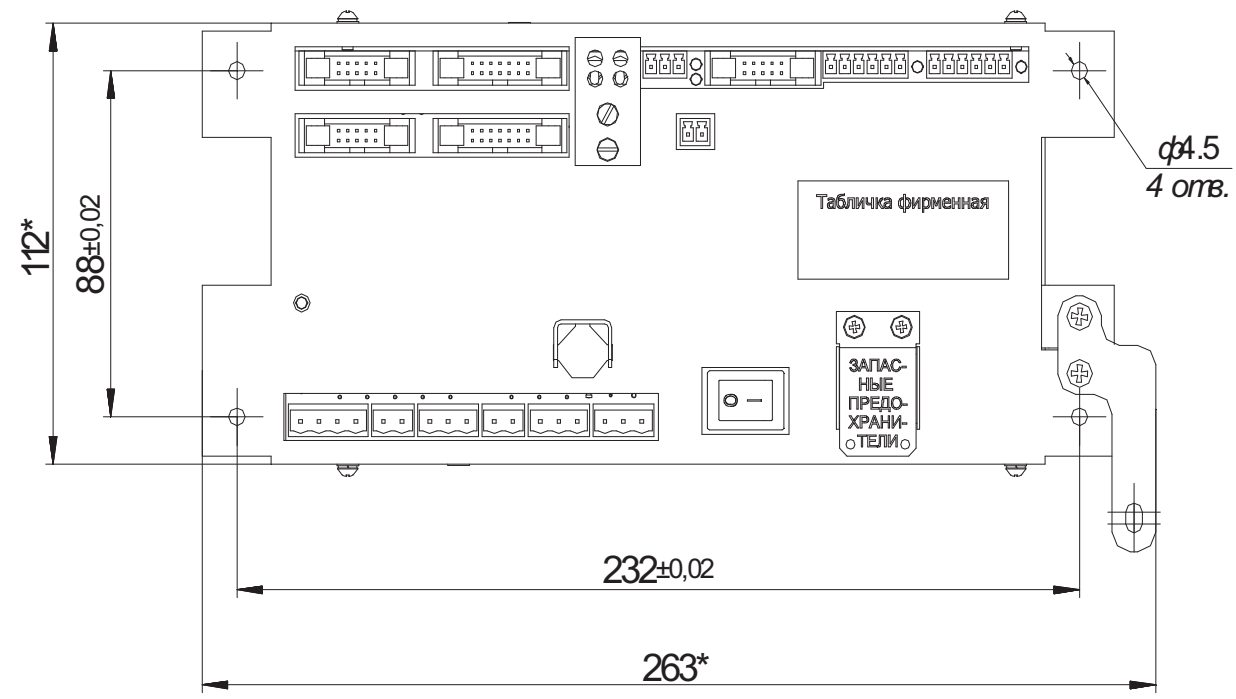 ф4.5
4 отв.
Табличка фирменная
112*
88±0,02
ЗАПАС-
НЫЕ
ПРЕДО-
ХРАНИ-
ТЕЛИ
232±0,02
263*